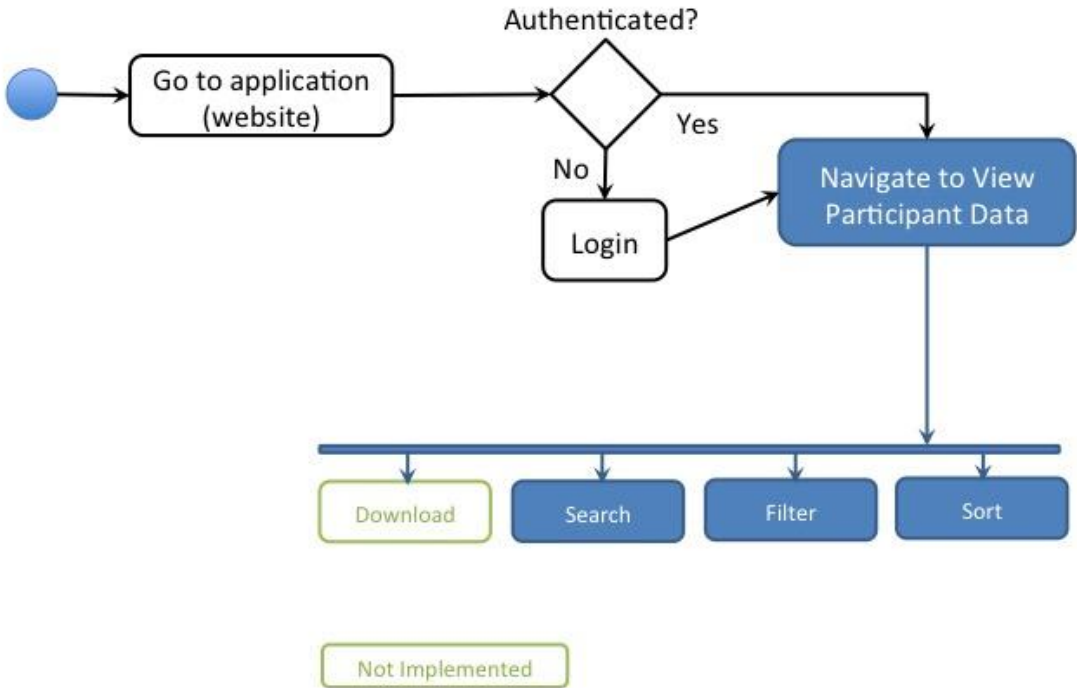 Authenticated?
Go to application
(website)
Yes
No
Navigate to View
Participant Data
Login
Download
Search
Filter
Sort
Not Implemented